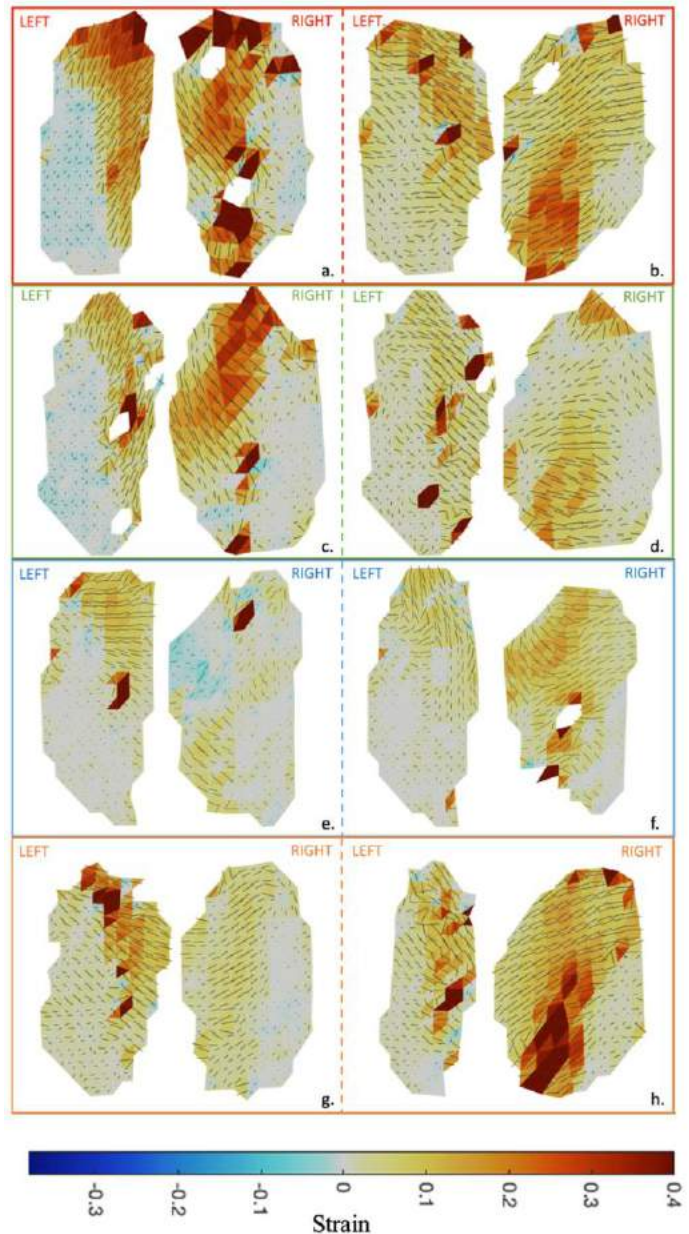 LEFT RIGHT LEFT RIGHT
a. b.
LEFT RIGHT LEFT RIGHT
c. d.
LEFT RIGHT LEFT RIGHT
e. f.
LEFT RIGHT LEFT RIGHT
g. h.
-0.3 -0.2 -0.1 0 0.1 0.2 0.3 0.4
Strain